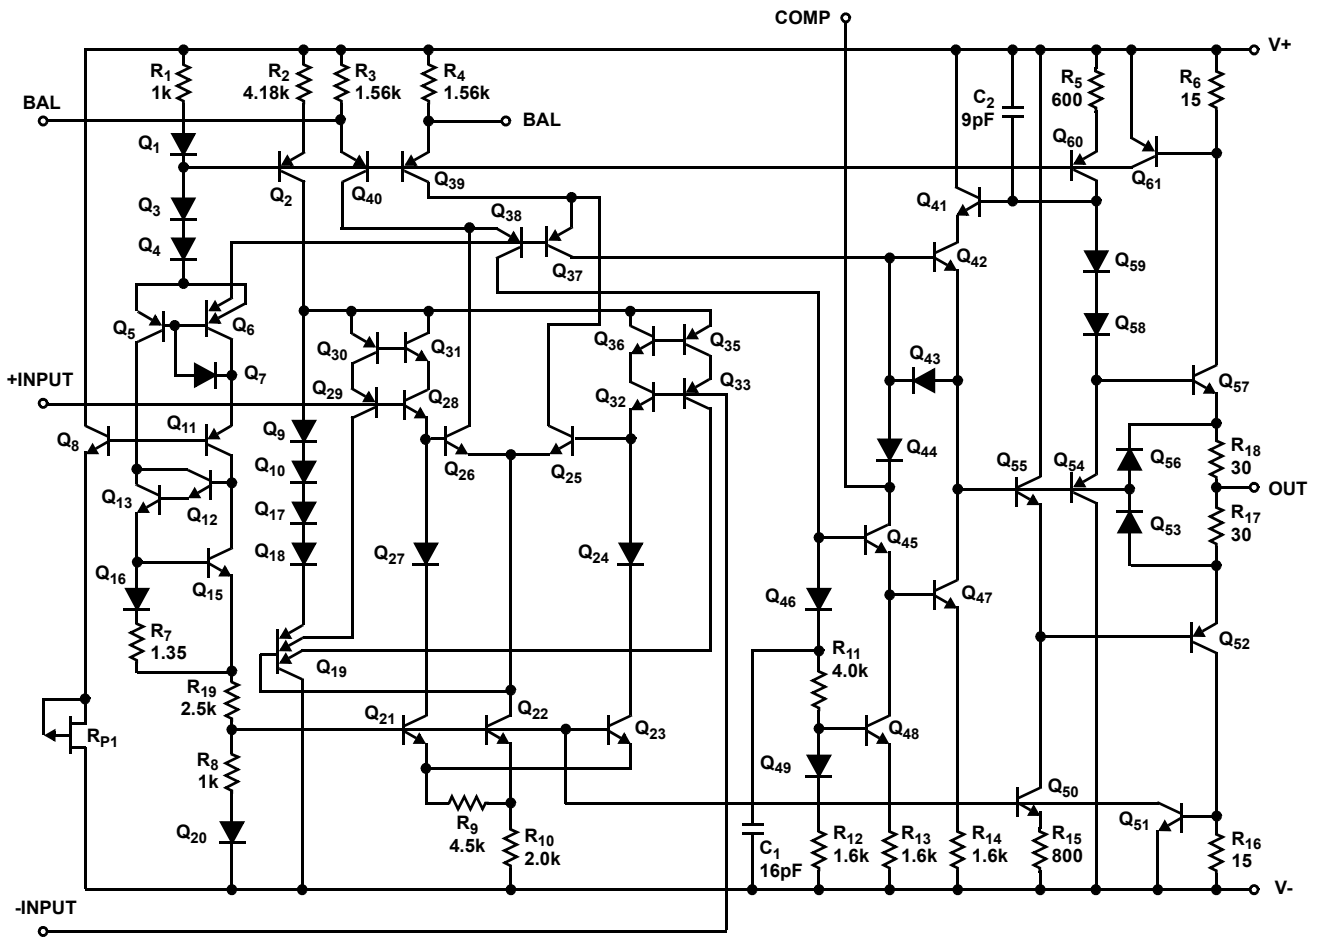 COMP
V+
R1
1k
R2
4.18k
R3
1.56k
R4
1.56k
C2
9pF
R5
600
R6
15
BAL
BAL
Q1
Q2
Q40
Q39
Q60
Q61
Q3
Q4
Q38
Q37
Q41
Q42
Q59
Q58
Q5
Q6
Q7
Q30
Q31
Q36
Q35
Q43
Q57
+INPUT
Q29
Q28
Q32
Q33
Q8
Q11
Q9
Q10
Q26
Q25
Q44
Q55
Q54
Q56
R18
30
OUT
Q13
Q12
Q17
Q18
Q27
Q24
Q45
Q53
R17
30
Q16
Q15
Q46
Q47
R7
1.35
Q19
R11
4.0k
Q52
R19
2.5k
RP1
Q21
Q22
Q23
Q48
R8
1k
Q49
Q20
R9
4.5k
R10
2.0k
C1
16pF
R12
1.6k
R13
1.6k
R14
1.6k
Q50
R15
800
Q51
R16
15
V-
-INPUT